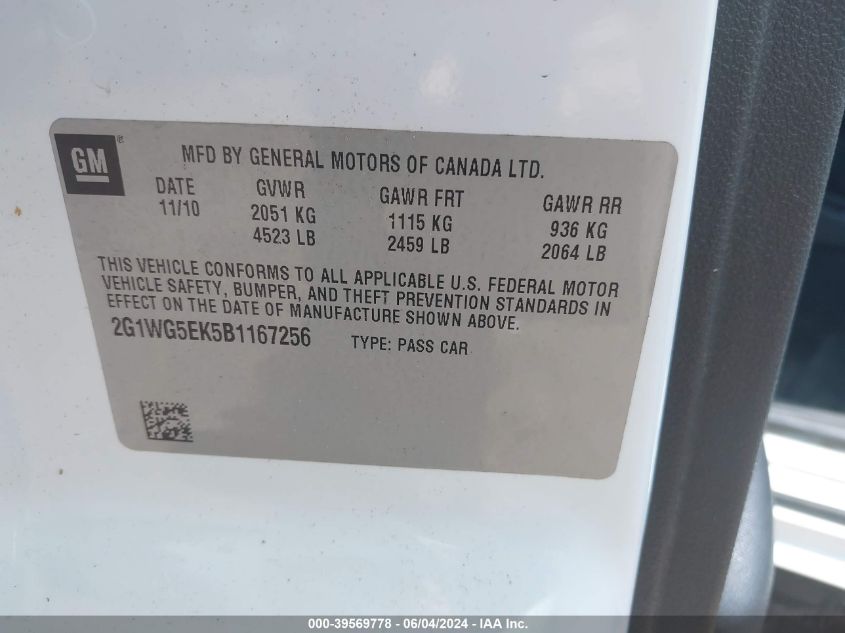 GM®
MFD BY GENERAL MOTORS OF CANADA LTD.
DATE GVWR GAWR FRT GAWR RR
11/10 2051 KG 1115 KG 936 KG
4523 LB 2459 LB 2064 LB
THIS VEHICLE CONFORMS TO ALL APPLICABLE U.S. FEDERAL MOTOR
VEHICLE SAFETY, BUMPER, AND THEFT PREVENTION STANDARDS IN
EFFECT ON THE DATE OF MANUFACTURE SHOWN ABOVE.
2G1WG5EK5B1167256 TYPE: PASS CAR
000-39569778 - 06/04/2024 - IAA Inc.